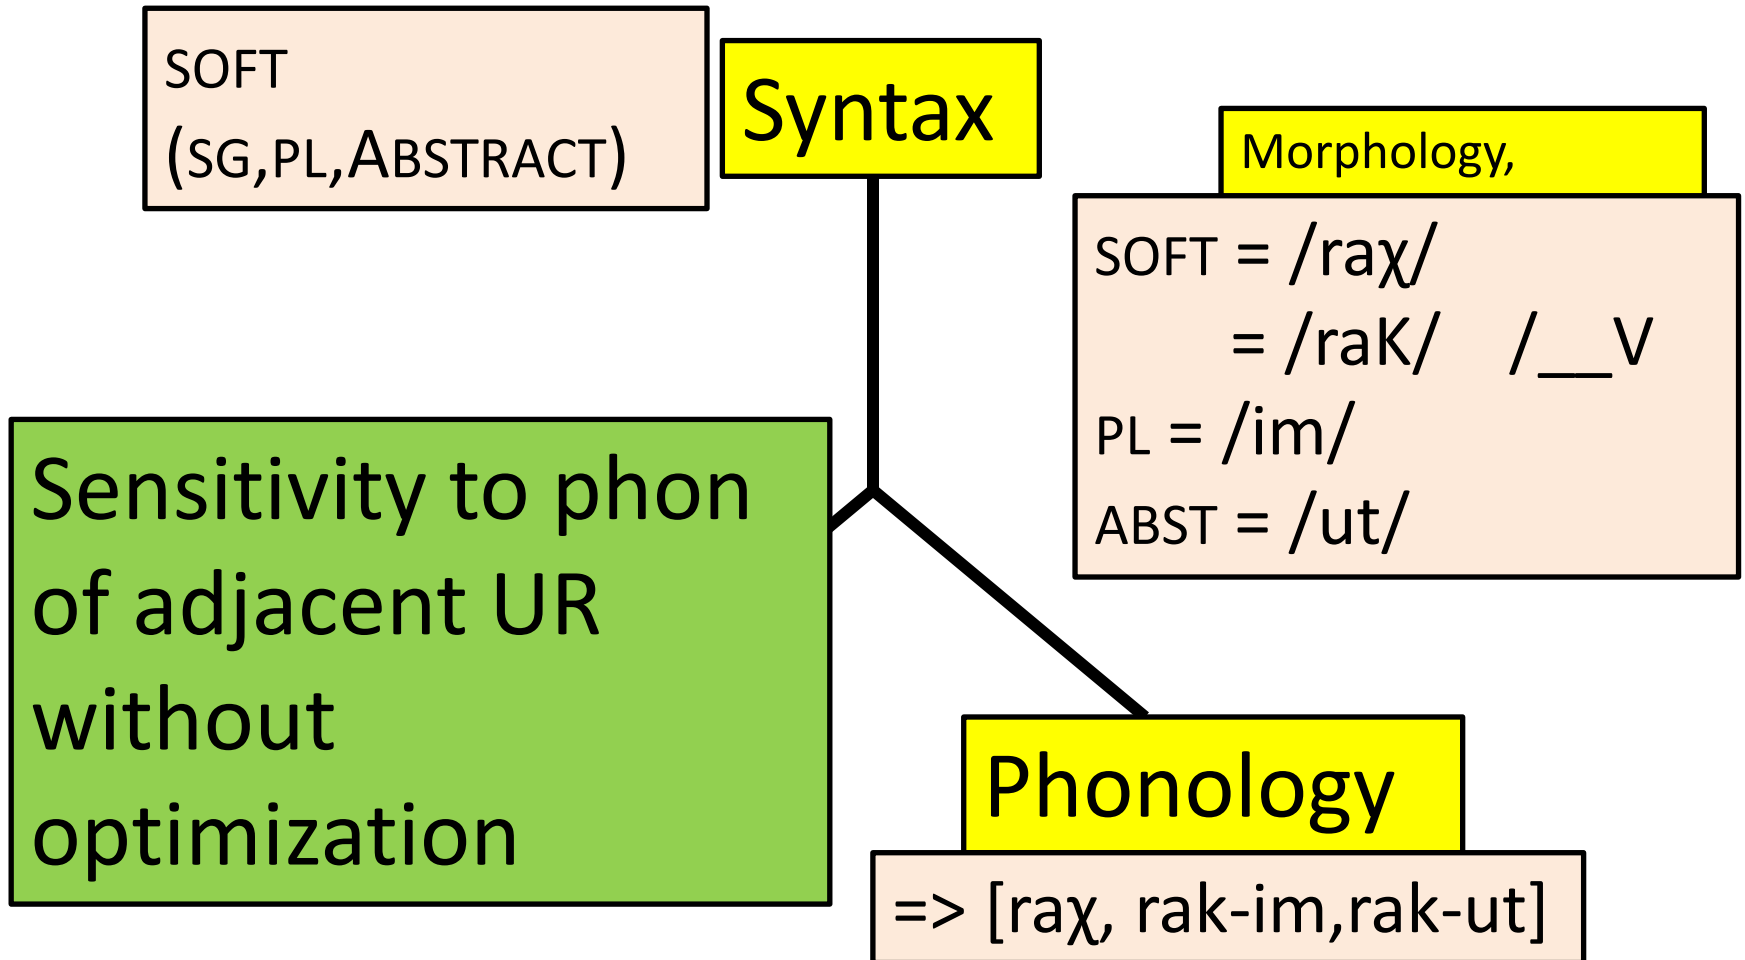 SOFT
(SG,PL,ABSTRACT)
Syntax
Morphology,
SOFT = /raχ/
= /raK/ /__V
PL = /im/
ABST = /ut/
Sensitivity to phon
of adjacent UR
without
optimization
Phonology
=> [raχ, rak-im,rak-ut]